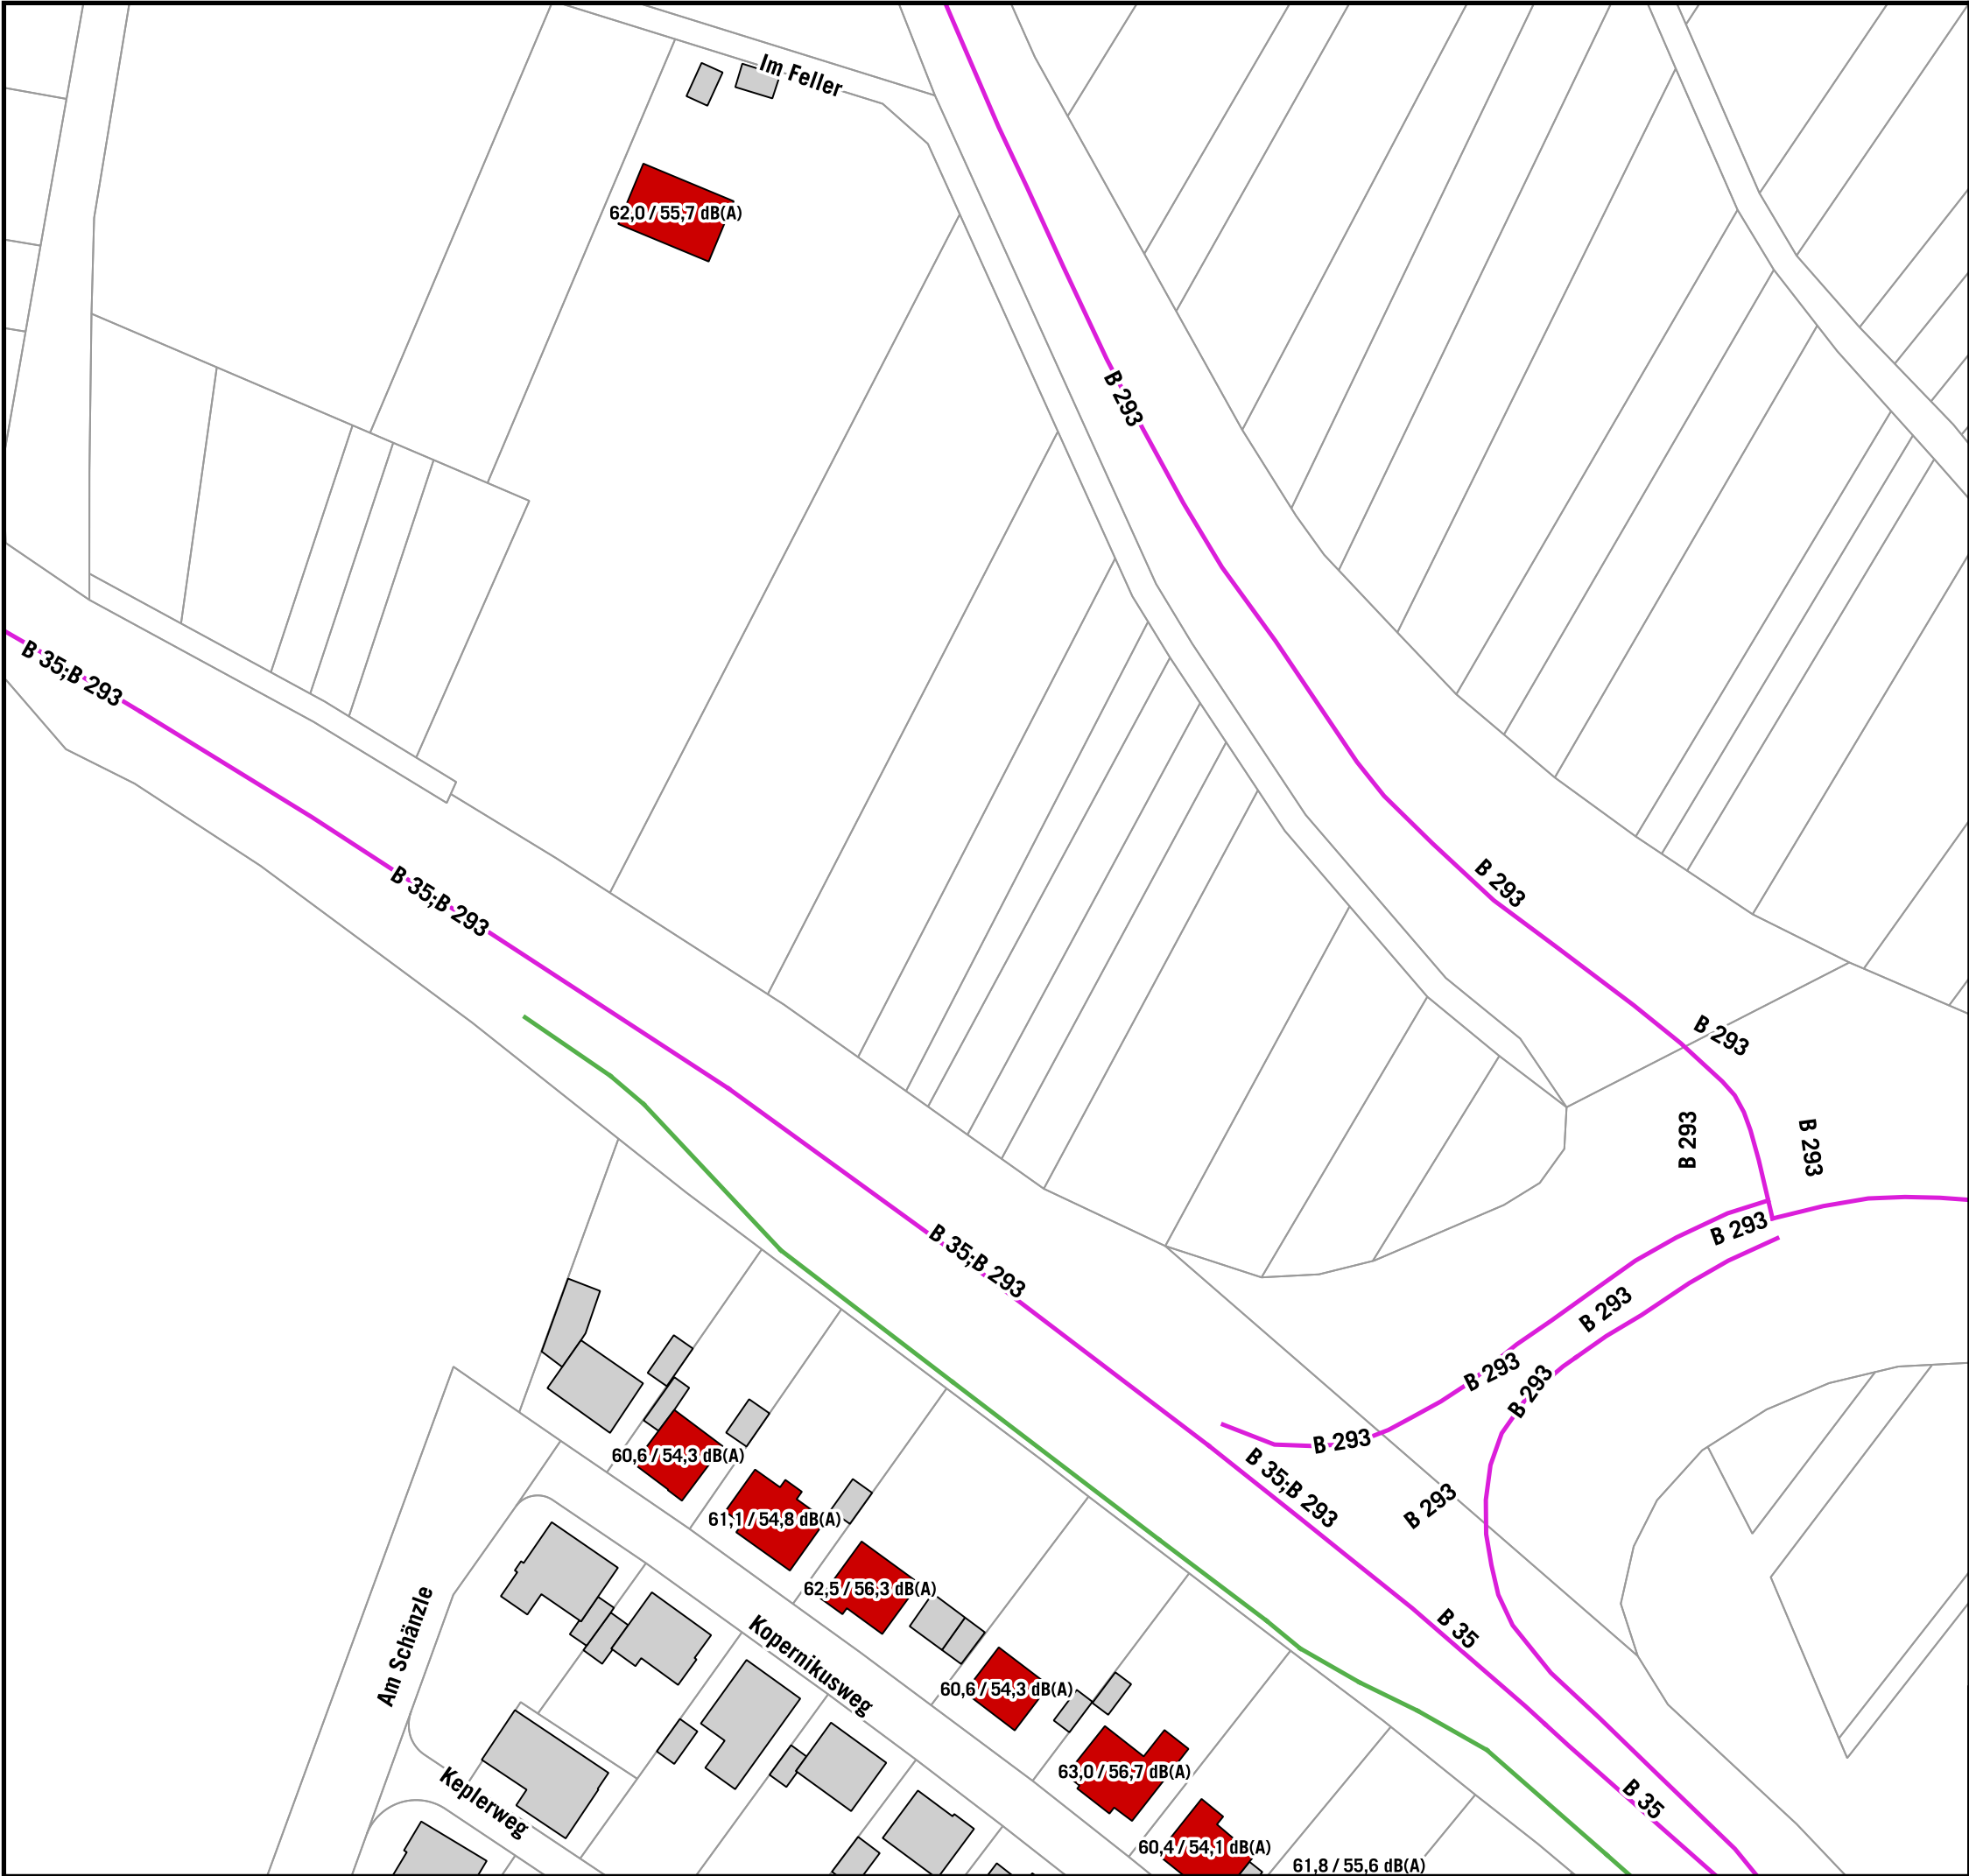 Im Feller
62,0 / 55,7 dB(A)
B 293
B 35;B 293
B 293
B 35;B 293
B 293
B 293
B 293
B 293
B 35;B 293
B 293
B 293
B 293
B 293
B 35;B 293
B 293
60,6 / 54,3 dB(A)
61,1 / 54,8 dB(A)
62,5 / 56,3 dB(A)
Am Schänzle
Kopernikusweg
B 35
60,6 / 54,3 dB(A)
63,0 / 56,7 dB(A)
Keplerweg
B 35
60,4 / 54,1 dB(A)
61,8 / 55,6 dB(A)